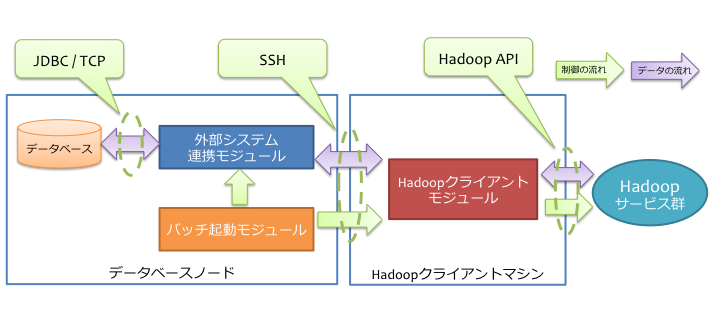 JDBC / TCP
SSH
Hadoop API
制御の流れ
データの流れ
データベース
外部システム
連携モジュール
Hadoopクライアント
モジュール
Hadoop
サービス群
バッチ起動モジュール
データベースノード
Hadoopクライアントマシン